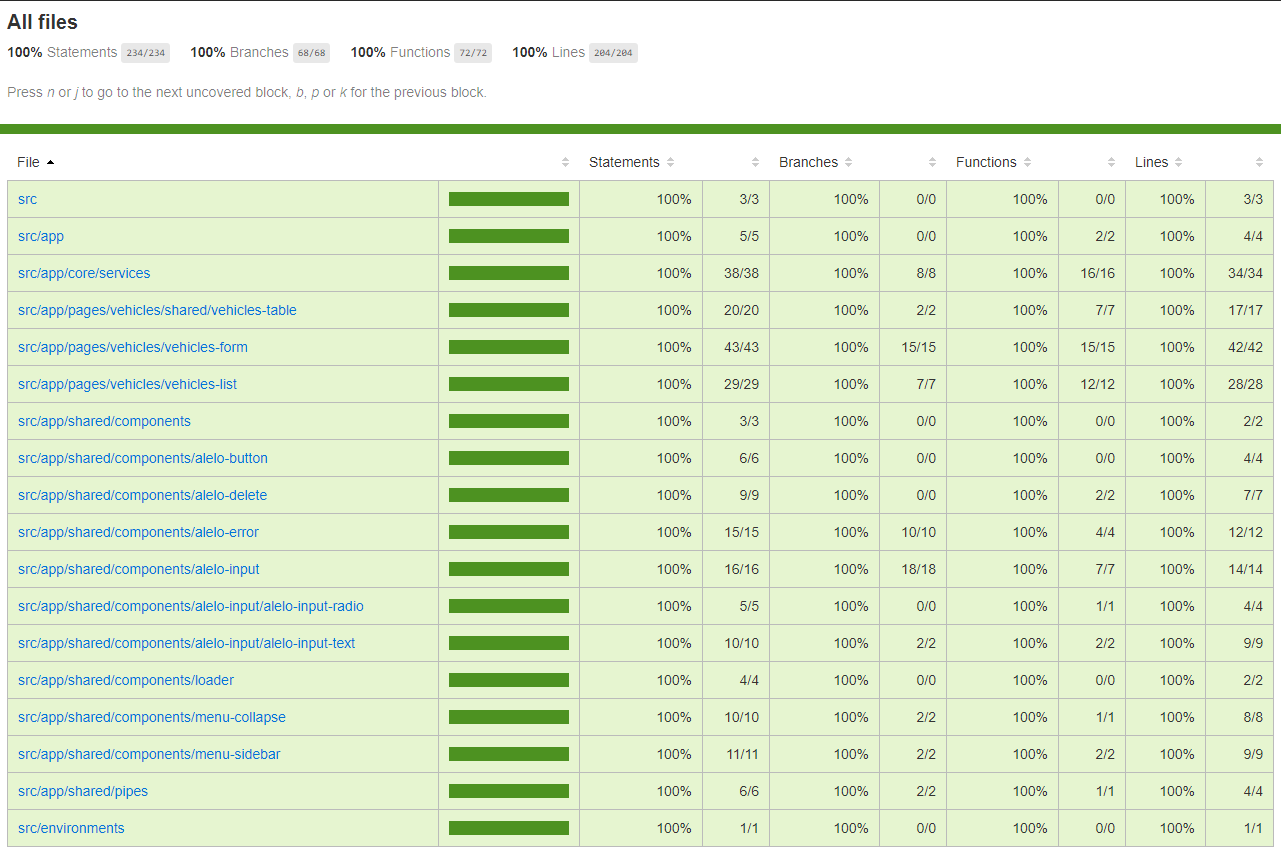 All files
100% Statements 234/234 100% Branches 68/68 100% Functions 72/72 100% Lines 204/204
Press n or j to go to the next uncovered block, b, p or k for the previous block.
File Statements Branches Functions Lines
src 100% 3/3 100% 0/0 100% 0/0 100% 3/3
src/app 100% 5/5 100% 0/0 100% 2/2 100% 4/4
src/app/core/services 100% 38/38 100% 8/8 100% 16/16 100% 34/34
src/app/pages/vehicles/shared/vehicles-table 100% 20/20 100% 2/2 100% 7/7 100% 17/17
src/app/pages/vehicles/vehicles-form 100% 43/43 100% 15/15 100% 15/15 100% 42/42
src/app/pages/vehicles/vehicles-list 100% 29/29 100% 7/7 100% 12/12 100% 28/28
src/app/shared/components 100% 3/3 100% 0/0 100% 0/0 100% 2/2
src/app/shared/components/alelo-button 100% 6/6 100% 0/0 100% 0/0 100% 4/4
src/app/shared/components/alelo-delete 100% 9/9 100% 0/0 100% 2/2 100% 7/7
src/app/shared/components/alelo-error 100% 15/15 100% 10/10 100% 4/4 100% 12/12
src/app/shared/components/alelo-input 100% 16/16 100% 18/18 100% 7/7 100% 14/14
src/app/shared/components/alelo-input/alelo-input-radio 100% 5/5 100% 0/0 100% 1/1 100% 4/4
src/app/shared/components/alelo-input/alelo-input-text 100% 10/10 100% 2/2 100% 2/2 100% 9/9
src/app/shared/components/loader 100% 4/4 100% 0/0 100% 0/0 100% 2/2
src/app/shared/components/menu-collapse 100% 10/10 100% 2/2 100% 1/1 100% 8/8
src/app/shared/components/menu-sidebar 100% 11/11 100% 2/2 100% 2/2 100% 9/9
src/app/shared/pipes 100% 6/6 100% 2/2 100% 1/1 100% 4/4
src/environments 100% 1/1 100% 0/0 100% 0/0 100% 1/1